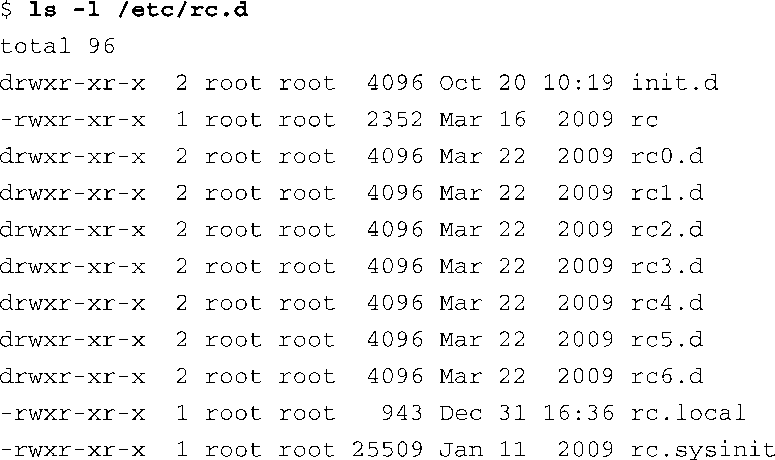 $ ls -l /etc/rc.d
total 96
drwxr-xr-x  2 root root  4096 Oct 20 10:19 init.d
-rwxr-xr-x  1 root root  2352 Mar 16  2009 rc
drwxr-xr-x  2 root root  4096 Mar 22  2009 rc0.d
drwxr-xr-x  2 root root  4096 Mar 22  2009 rc1.d
drwxr-xr-x  2 root root  4096 Mar 22  2009 rc2.d
drwxr-xr-x  2 root root  4096 Mar 22  2009 rc3.d
drwxr-xr-x  2 root root  4096 Mar 22  2009 rc4.d
drwxr-xr-x  2 root root  4096 Mar 22  2009 rc5.d
drwxr-xr-x  2 root root  4096 Mar 22  2009 rc6.d
-rwxr-xr-x  1 root root   943 Dec 31 16:36 rc.local
-rwxr-xr-x  1 root root 25509 Jan 11  2009 rc.sysinit